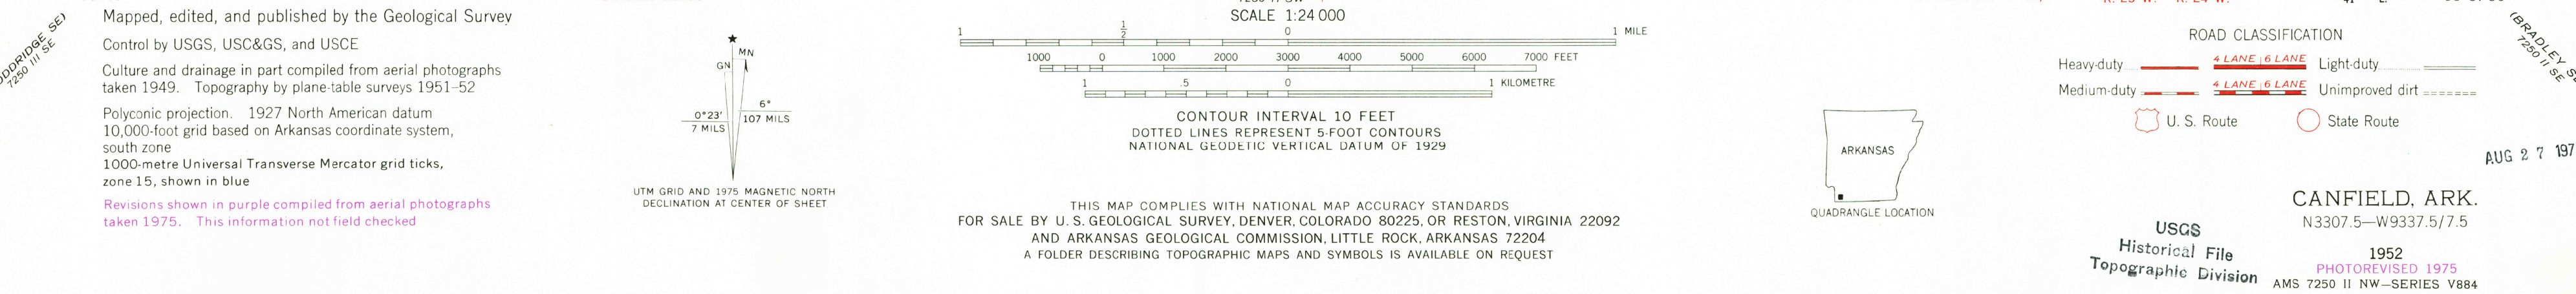 Mapped, edited, and published by the Geological Survey
Control by USGS, USC&GS, and USCE
Culture and drainage in part compiled from aerial photographs
taken 1949. Topography by plane-table surveys 1951–52
Polyconic projection. 1927 North American datum
10,000-foot grid based on Arkansas coordinate system,
south zone
1000-metre Universal Transverse Mercator grid ticks,
zone 15, shown in blue
Revisions shown in purple compiled from aerial photographs
taken 1975. This information not field checked
7250 III SE
MN
GN
0°23′
7 MILS
6°
107 MILS
UTM GRID AND 1975 MAGNETIC NORTH
DECLINATION AT CENTER OF SHEET
SCALE 1:24 000
1 1/2 0 1 MILE
1000 0 1000 2000 3000 4000 5000 6000 7000 FEET
1 .5 0 1 KILOMETRE
CONTOUR INTERVAL 10 FEET
DOTTED LINES REPRESENT 5-FOOT CONTOURS
NATIONAL GEODETIC VERTICAL DATUM OF 1929
THIS MAP COMPLIES WITH NATIONAL MAP ACCURACY STANDARDS
FOR SALE BY U. S. GEOLOGICAL SURVEY, DENVER, COLORADO 80225, OR RESTON, VIRGINIA 22092
AND ARKANSAS GEOLOGICAL COMMISSION, LITTLE ROCK, ARKANSAS 72204
A FOLDER DESCRIBING TOPOGRAPHIC MAPS AND SYMBOLS IS AVAILABLE ON REQUEST
ARKANSAS
QUADRANGLE LOCATION
ROAD CLASSIFICATION
Heavy-duty 4 LANE 6 LANE Light-duty
Medium-duty 4 LANE 6 LANE Unimproved dirt
U. S. Route State Route
(BRADLEY
7250 II SE
AUG 27 197
USGS
Historical File
Topographic Division
CANFIELD, ARK.
N3307.5—W9337.5/7.5
1952
PHOTOREVISED 1975
AMS 7250 II NW—SERIES V884